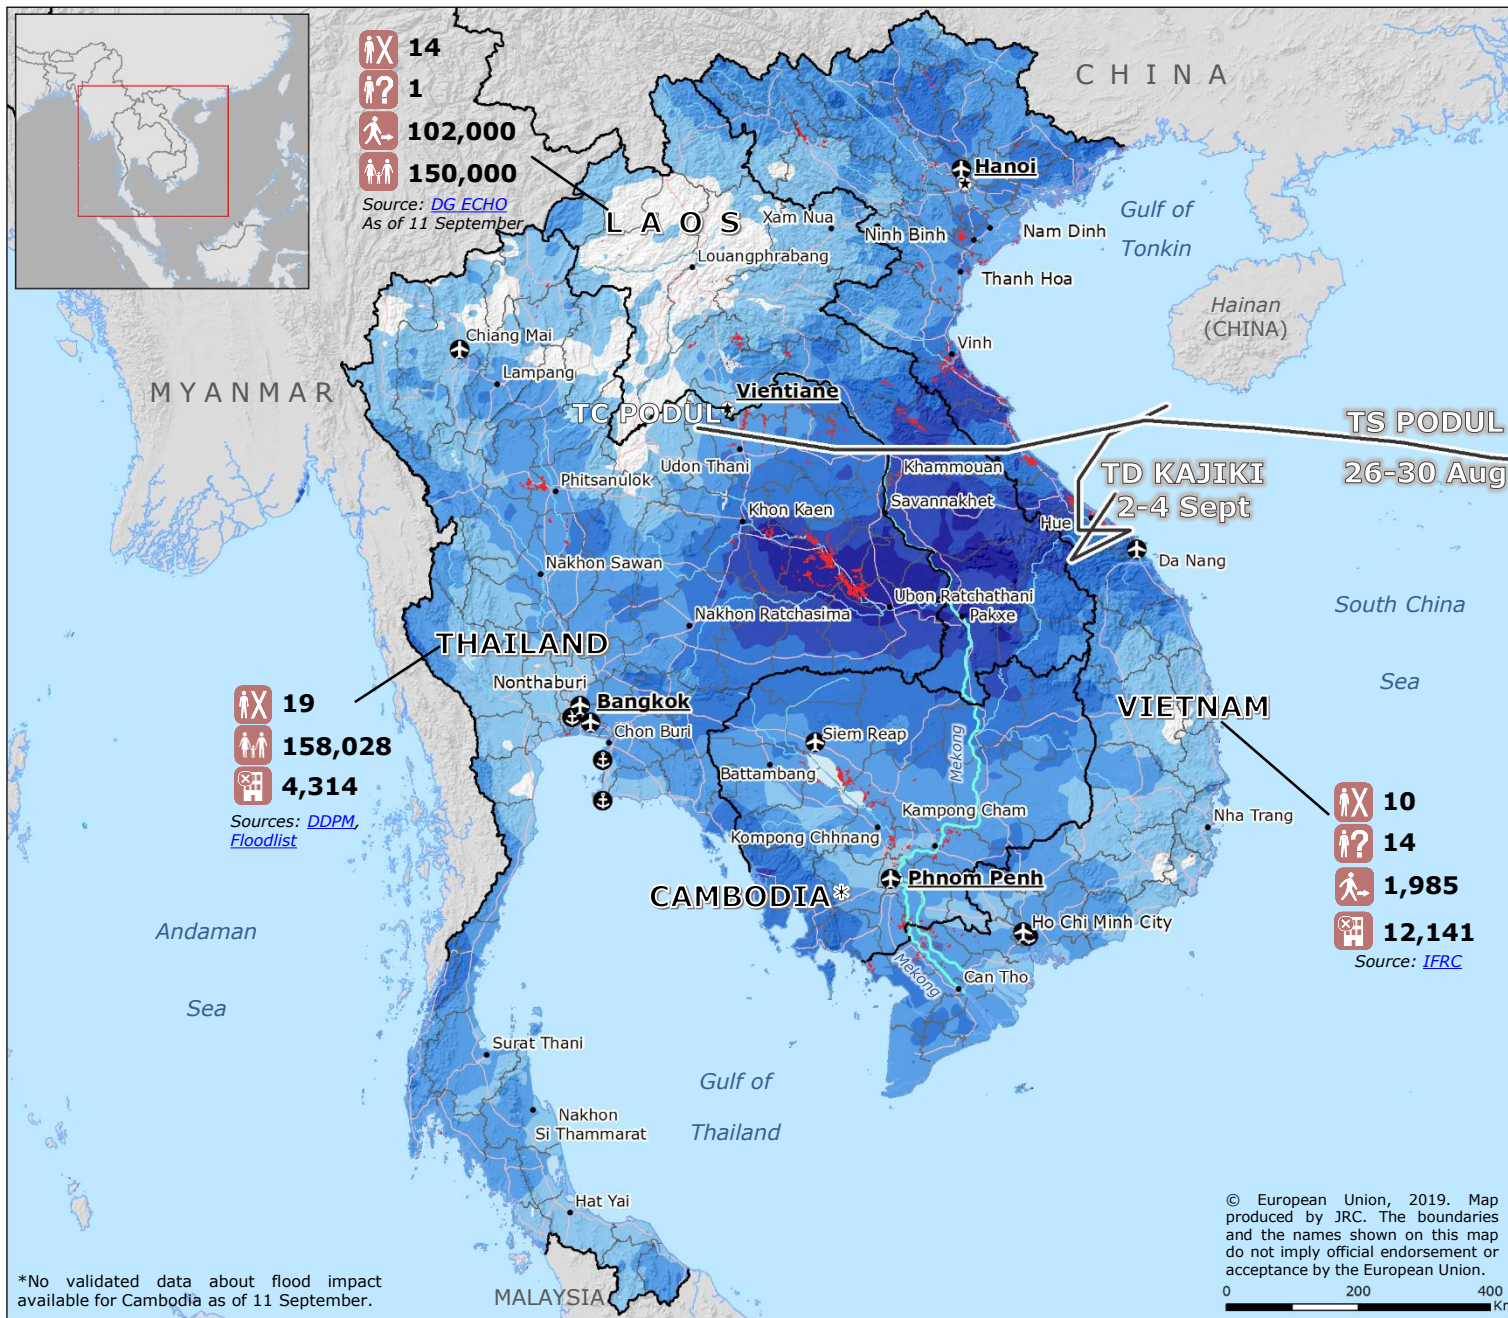 14
1
102,000
150,000
Source: DG ECHO
As of 11 September
CHINA
Hanoi
LAOS
Xam Nua
Ninh Binh
Nam Dinh
Gulf of
Tonkin
Louangphrabang
Thanh Hoa
Hainan
(CHINA)
Chiang Mai
Vinh
MYANMAR
Lampang
Vientiane
TC PODUL
TS PODUL
26-30 Aug
Udon Thani
Khammouan
TD KAJIKI
2-4 Sept
Phitsanulok
Savannakhet
Khon Kaen
Hue
Da Nang
Nakhon Sawan
Ubon Ratchathani
Nakhon Ratchasima
Pakxe
South China
Sea
THAILAND
Nonthaburi
Bangkok
Chon Buri
19
158,028
4,314
Sources: DDPM,
Floodlist
VIETNAM
Siem Reap
Mekong
Battambang
Kampong Cham
Kompong Chhnang
Nha Trang
10
14
1,985
12,141
Source: IFRC
Phnom Penh
CAMBODIA*
Ho Chi Minh City
Mekong
Can Tho
Andaman
Sea
Surat Thani
Gulf of
Thailand
Nakhon
Si Thammarat
Hat Yai
MALAYSIA
*No validated data about flood impact
available for Cambodia as of 11 September.
© European Union, 2019. Map
produced by JRC. The boundaries
and the names shown on this map
do not imply official endorsement or
acceptance by the European Union.
0 200 400
Km